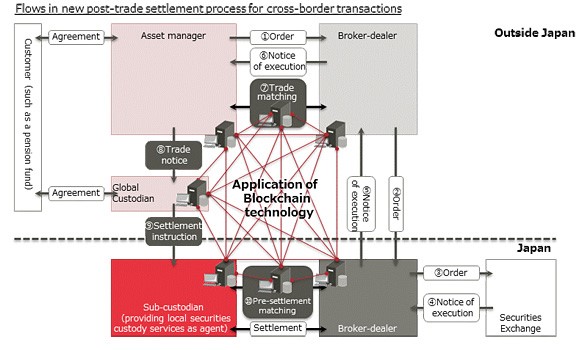 Flows in new post-trade settlement process for cross-border transactions
Agreement
Asset manager
①Order
Broker-dealer
Outside Japan
⑥Notice
of execution
⑦Trade
matching
Customer (such as a pension fund)
⑧Trade
notice
Agreement
Global
Custodian
Application of
Blockchain
technology
⑤Notice
of execution
②Order
⑨Settlement
instruction
Japan
③Order
④Notice of
execution
Securities
Exchange
Sub-custodian
(providing local securities
custody services as agent)
⑩Pre-settlement
matching
Settlement
Broker-dealer